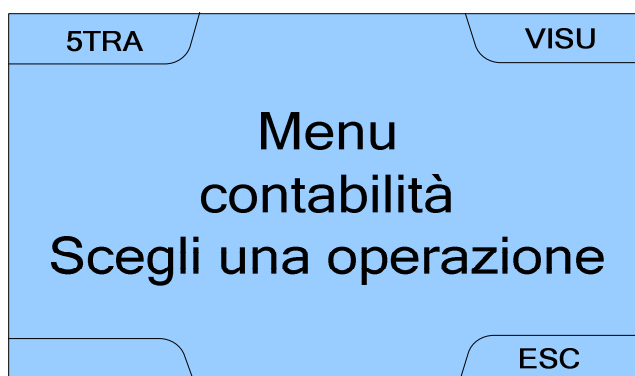 5TRA
VISU
Menu
contabilità
Scegli una operazione
ESC